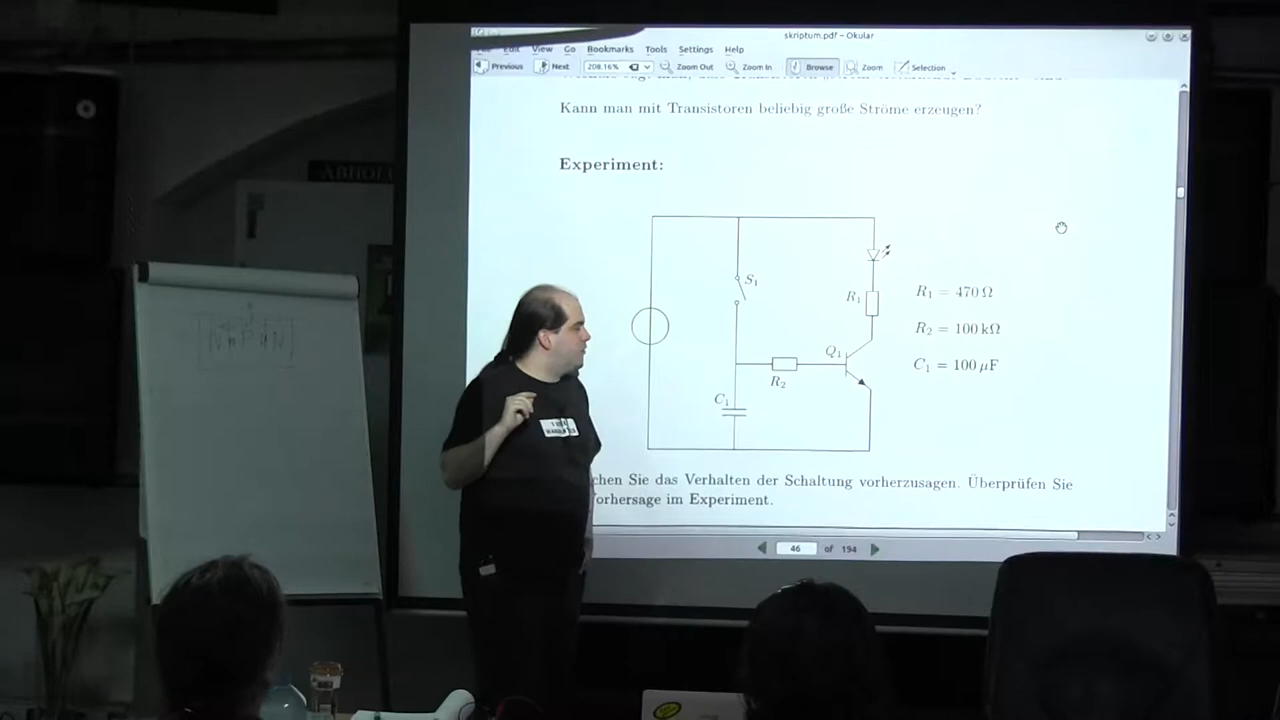 skriptum.pdf – Okular
Edit View Go Bookmarks Tools Settings Help
Previous Next 208.16% Zoom Out Zoom In Browse Zoom Selection
Kann man mit Transistoren beliebig große Ströme erzeugen?
Experiment:
S1
R1
R1 = 470 Ω
R2 = 100 kΩ
Q1
C1 = 100 μF
R2
C1
chen Sie das Verhalten der Schaltung vorherzusagen. Überprüfen Sie
Vorhersage im Experiment.
46 of 194
ABHOL